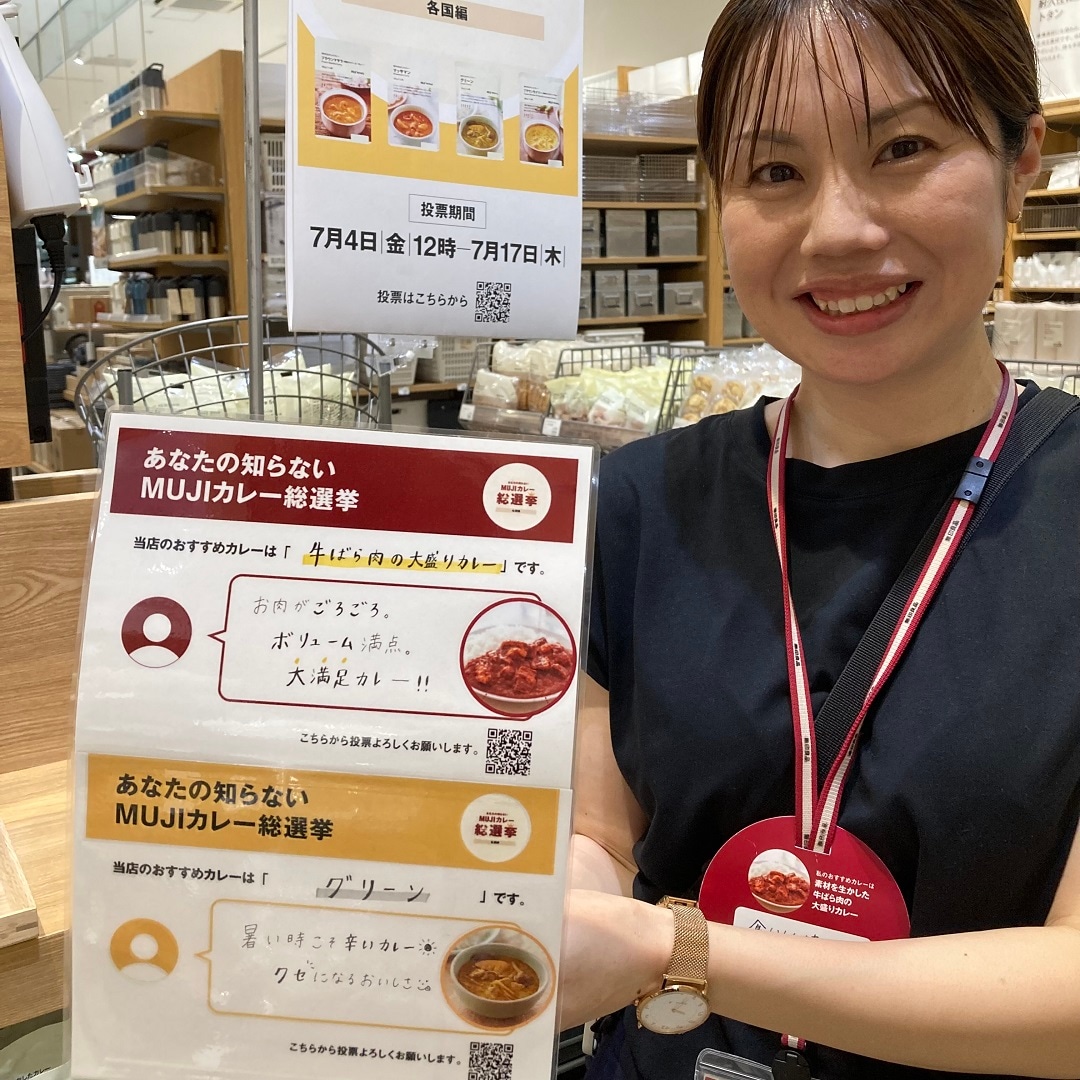 各国編
グリーン
投票期間
7月4日|金|12時-7月17日|木|
投票はこちらから
あなたの知らない
MUJIカレー総選挙
MUJIカレー
総選挙
当店のおすすめカレーは「牛ばら肉の大盛りカレー」です。
お肉がごろごろ。
ボリューム満点。
大満足カレー!!
こちらから投票よろしくお願いします。
あなたの知らない
MUJIカレー総選挙
MUJIカレー
総選挙
当店のおすすめカレーは「グリーン」です。
暑い時こそ辛いカレー
クセになるおいしさ
こちらから投票よろしくお願いします。
私のおすすめカレーは
素材を生かした
牛ばら肉の
大盛りカレー
無印良品